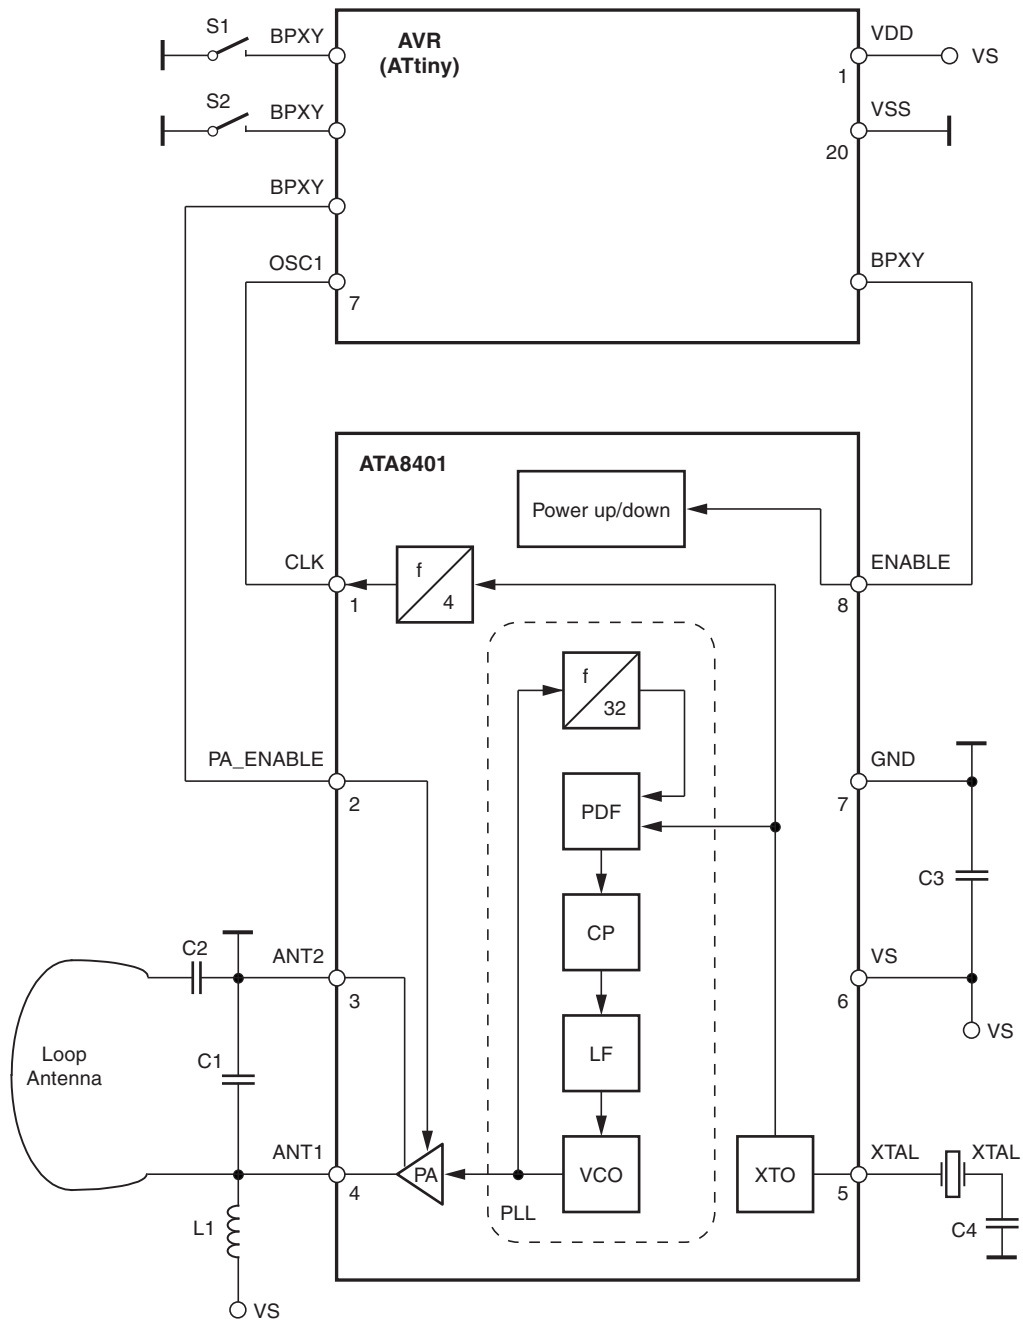 S1
BPXY
AVR
(ATtiny)
VDD
1
VS
S2
BPXY
VSS
20
BPXY
OSC1
7
BPXY
ATA8401
Power up/down
CLK
1
f
4
ENABLE
8
f
32
PA_ENABLE
2
PDF
GND
7
C3
CP
C2
ANT2
3
VS
6
VS
LF
Loop
Antenna
C1
ANT1
4
PA
VCO
XTO
XTAL
5
XTAL
PLL
L1
C4
VS